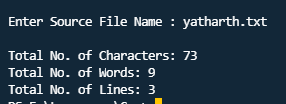 Enter Source File Name : yatharth.txt
Total No. of Characters: 73
Total No. of Words: 9
Total No. of Lines: 3